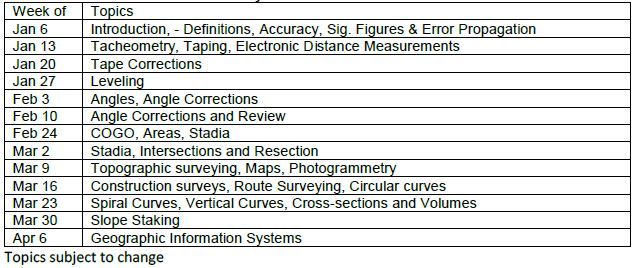 Week of Topics
Jan 6 Introduction, - Definitions, Accuracy, Sig. Figures & Error Propagation
Jan 13 Tacheometry, Taping, Electronic Distance Measurements
Jan 20 Tape Corrections
Jan 27 Leveling
Feb 3 Angles, Angle Corrections
Feb 10 Angle Corrections and Review
Feb 24 COGO, Areas, Stadia
Mar 2 Stadia, Intersections and Resection
Mar 9 Topographic surveying, Maps, Photogrammetry
Mar 16 Construction surveys, Route Surveying, Circular curves
Mar 23 Spiral Curves, Vertical Curves, Cross-sections and Volumes
Mar 30 Slope Staking
Apr 6 Geographic Information Systems
Topics subject to change